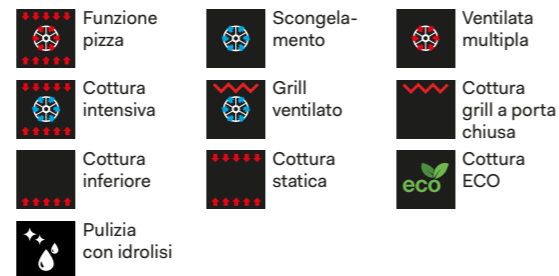 Funzione
pizza
Scongela-
mento
Ventilata
multipla
Cottura
intensiva
Grill
ventilato
Cottura
grill a porta
chiusa
Cottura
inferiore
Cottura
statica
eco
Cottura
ECO
Pulizia
con idrolisi